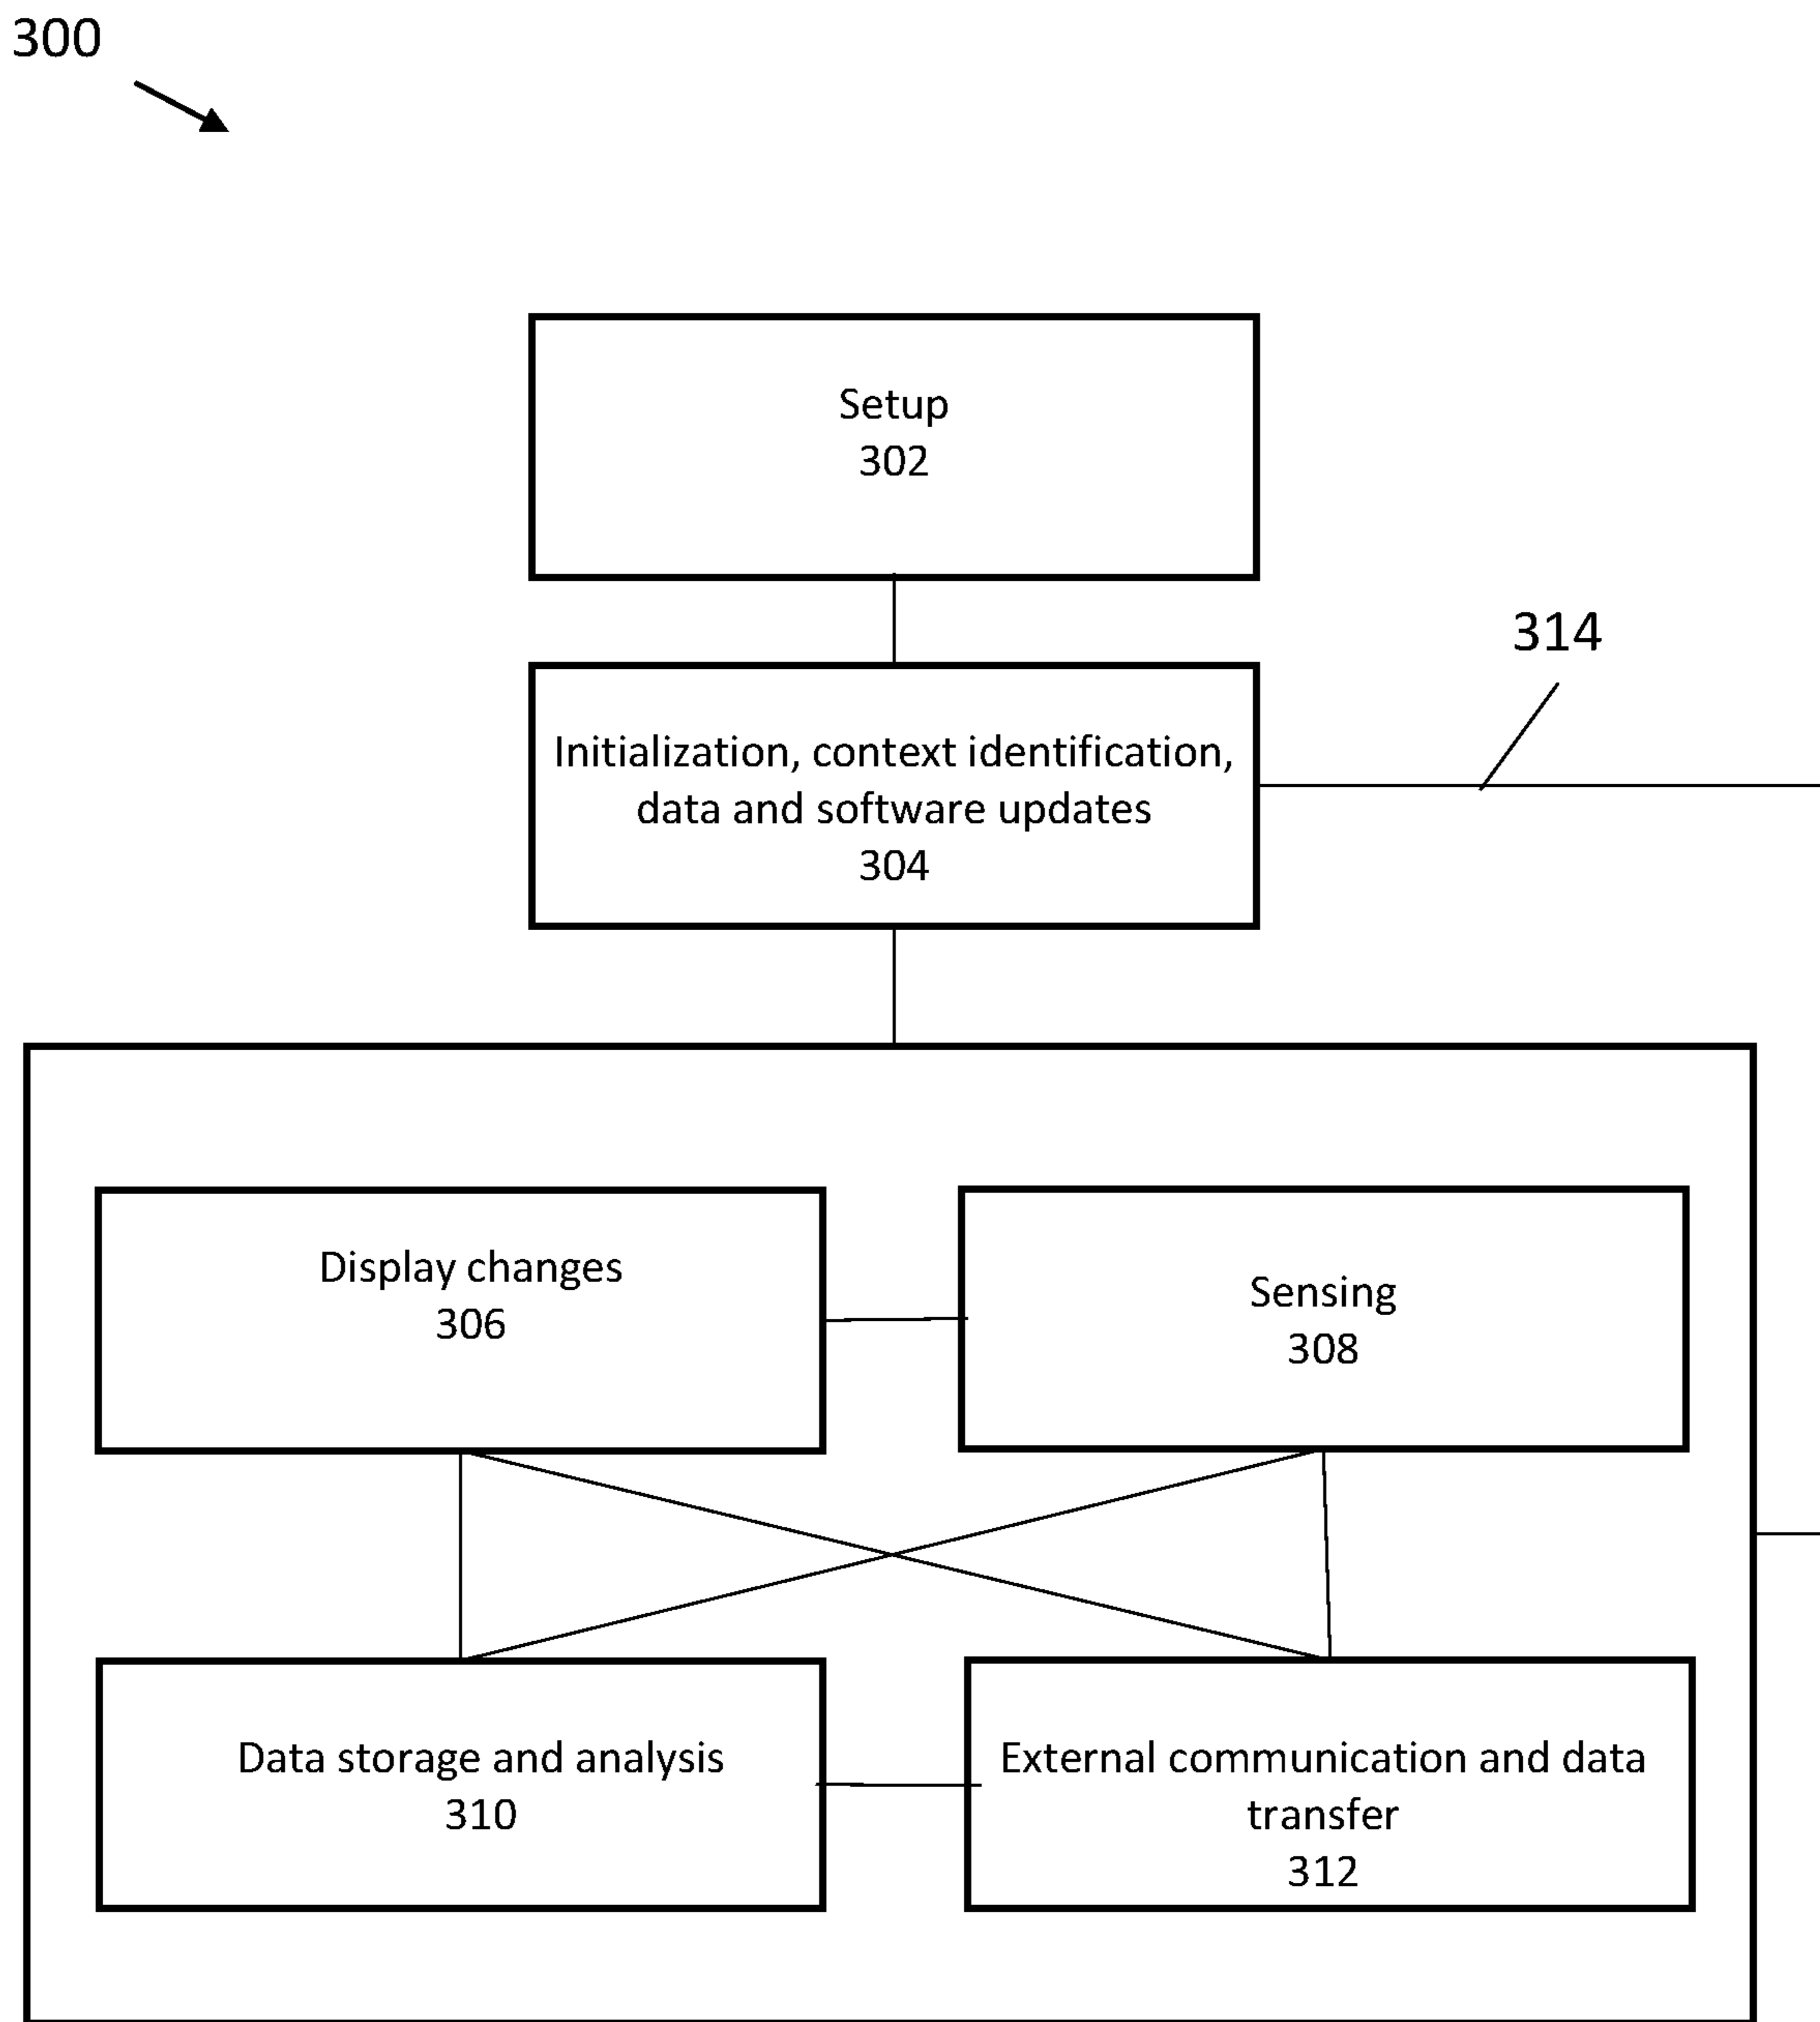 300
Setup
302
314
Initialization, context identification,
data and software updates
304
Display changes
306
Sensing
308
Data storage and analysis
310
External communication and data
transfer
312